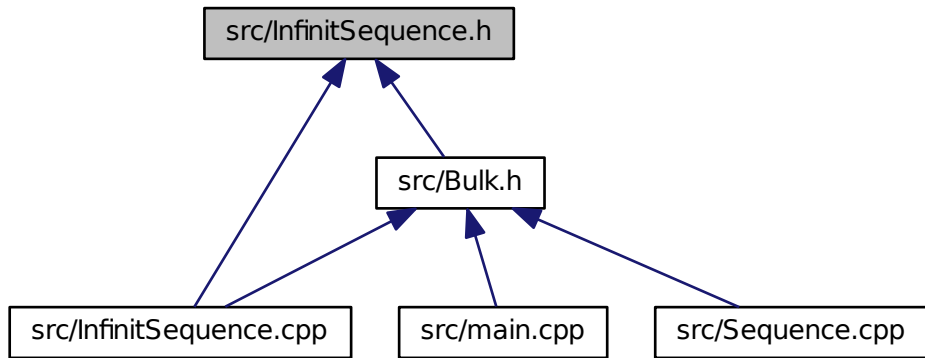 src/InfinitSequence.h
src/Bulk.h
src/InfinitSequence.cpp
src/main.cpp
src/Sequence.cpp